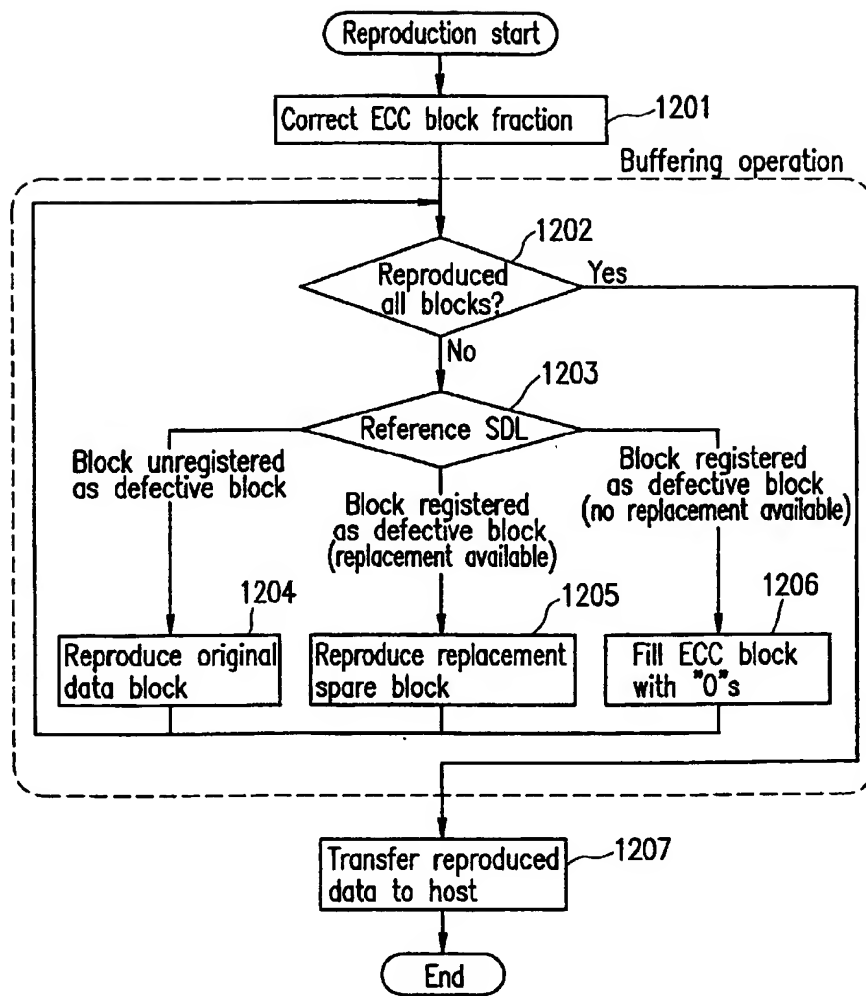 Reproduction start
1201
Correct ECC block fraction
Buffering operation
1202
Reproduced
all blocks?
Yes
No
1203
Reference SDL
Block unregistered
as defective block
Block registered
as defective block
(replacement available)
Block registered
as defective block
(no replacement available)
1204
Reproduce original
data block
1205
Reproduce replacement
spare block
1206
Fill ECC block
with "0"s
1207
Transfer reproduced
data to host
End